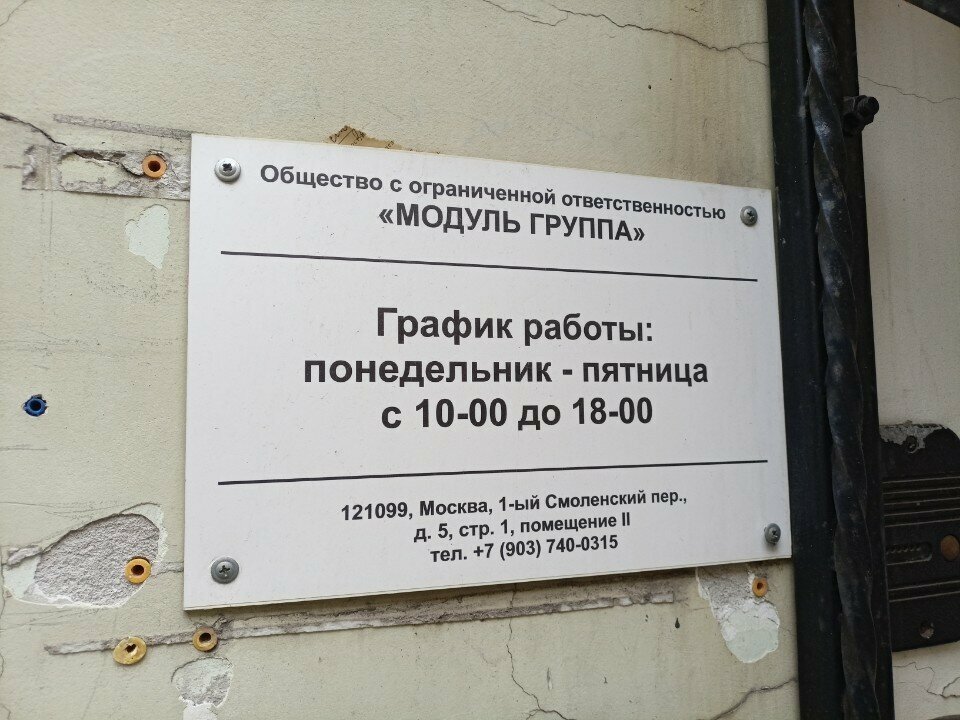 Общество с ограниченной ответственностью
«МОДУЛЬ ГРУППА»
График работы:
понедельник - пятница
с 10-00 до 18-00
121099, Москва, 1-ый Смоленский пер.,
д. 5, стр. 1, помещение II
тел. +7 (903) 740-0315